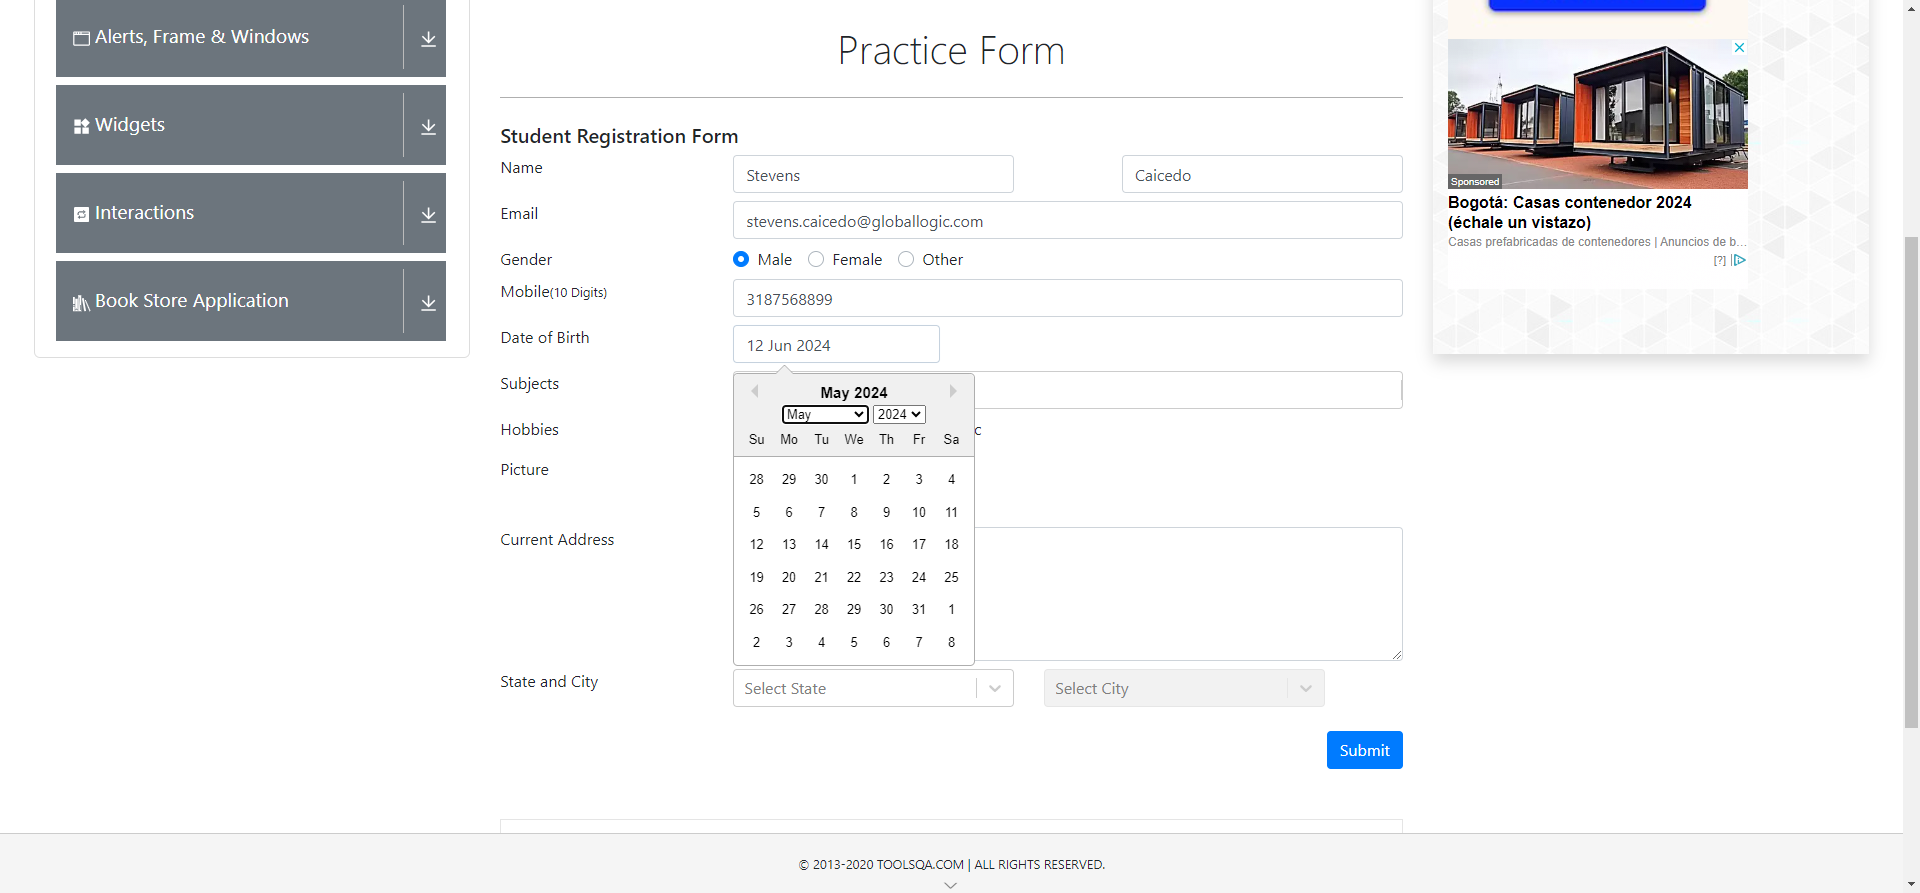 Alerts, Frame & Windows
Widgets
Interactions
Book Store Application
Practice Form
Student Registration Form
Name
Stevens
Caicedo
Email
stevens.caicedo@globallogic.com
Gender
Male
Female
Other
Mobile(10 Digits)
3187568899
Date of Birth
12 Jun 2024
Subjects
May 2024
May
2024
Su Mo Tu We Th Fr Sa
28 29 30 1 2 3 4
5 6 7 8 9 10 11
12 13 14 15 16 17 18
19 20 21 22 23 24 25
26 27 28 29 30 31 1
2 3 4 5 6 7 8
Hobbies
c
Picture
Current Address
State and City
Select State
Select City
Submit
Sponsored
Bogotá: Casas contenedor 2024
(échale un vistazo)
Casas prefabricadas de contenedores | Anuncios de b...
[?]
© 2013-2020 TOOLSQA.COM | ALL RIGHTS RESERVED.